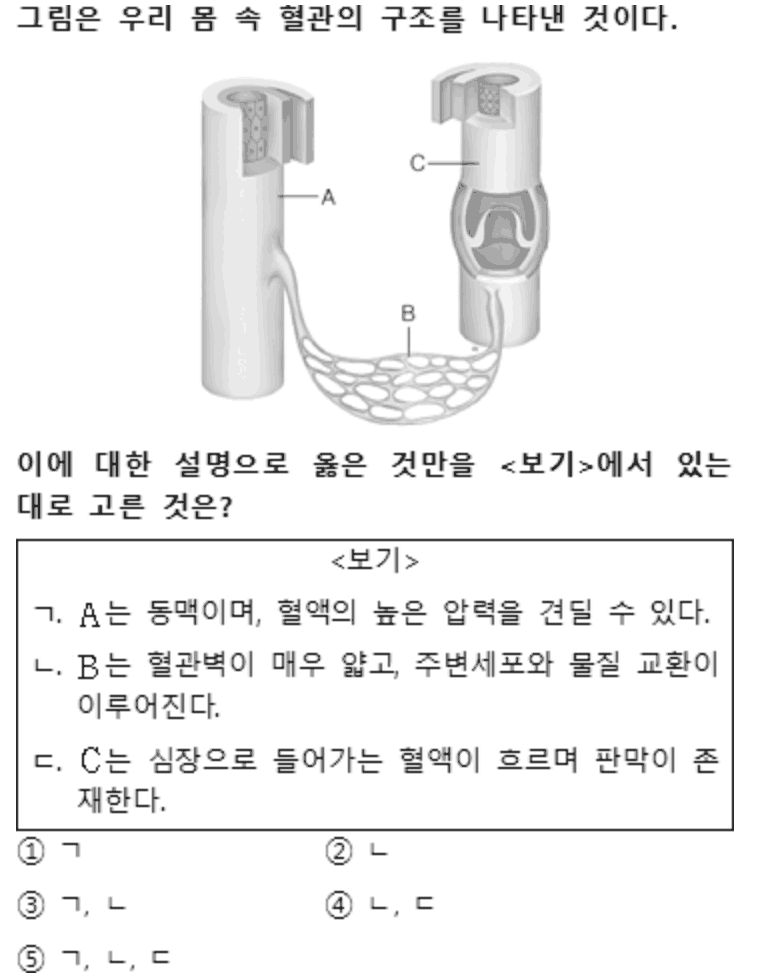 그림은 우리 몸 속 혈관의 구조를 나타낸 것이다.
A
C
B
이에 대한 설명으로 옳은 것만을 <보기>에서 있는
대로 고른 것은?
<보기>
ㄱ. A는 동맥이며, 혈액의 높은 압력을 견딜 수 있다.
ㄴ. B는 혈관벽이 매우 얇고, 주변세포와 물질 교환이
이루어진다.
ㄷ. C는 심장으로 들어가는 혈액이 흐르며 판막이 존
재한다.
① ㄱ ② ㄴ
③ ㄱ, ㄴ ④ ㄴ, ㄷ
⑤ ㄱ, ㄴ, ㄷ